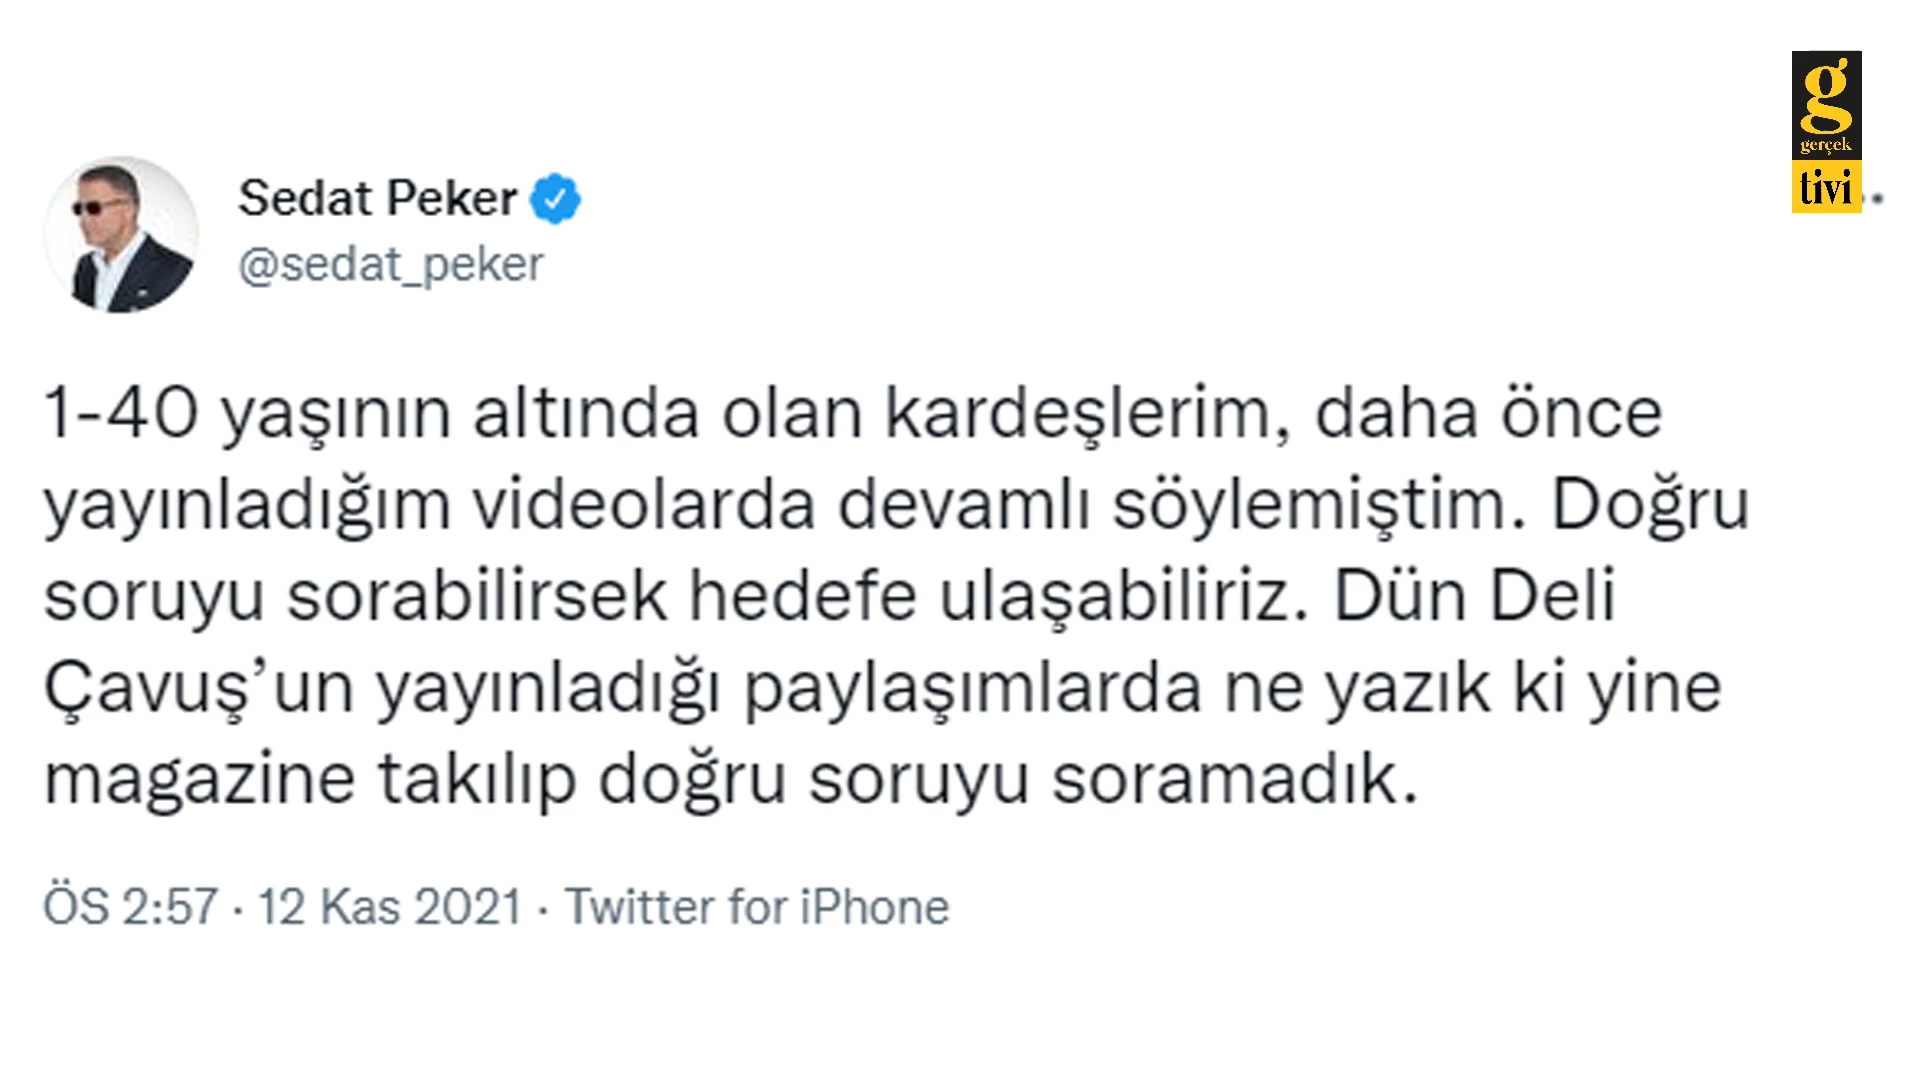 g
gerçek
tivi
Sedat Peker
@sedat_peker
1-40 yaşının altında olan kardeşlerim, daha önce
yayınladığım videolarda devamlı söylemiştim. Doğru
soruyu sorabilirsek hedefe ulaşabiliriz. Dün Deli
Çavuş’un yayınladığı paylaşımlarda ne yazık ki yine
magazine takılıp doğru soruyu soramadık.
ÖS 2:57 · 12 Kas 2021 · Twitter for iPhone